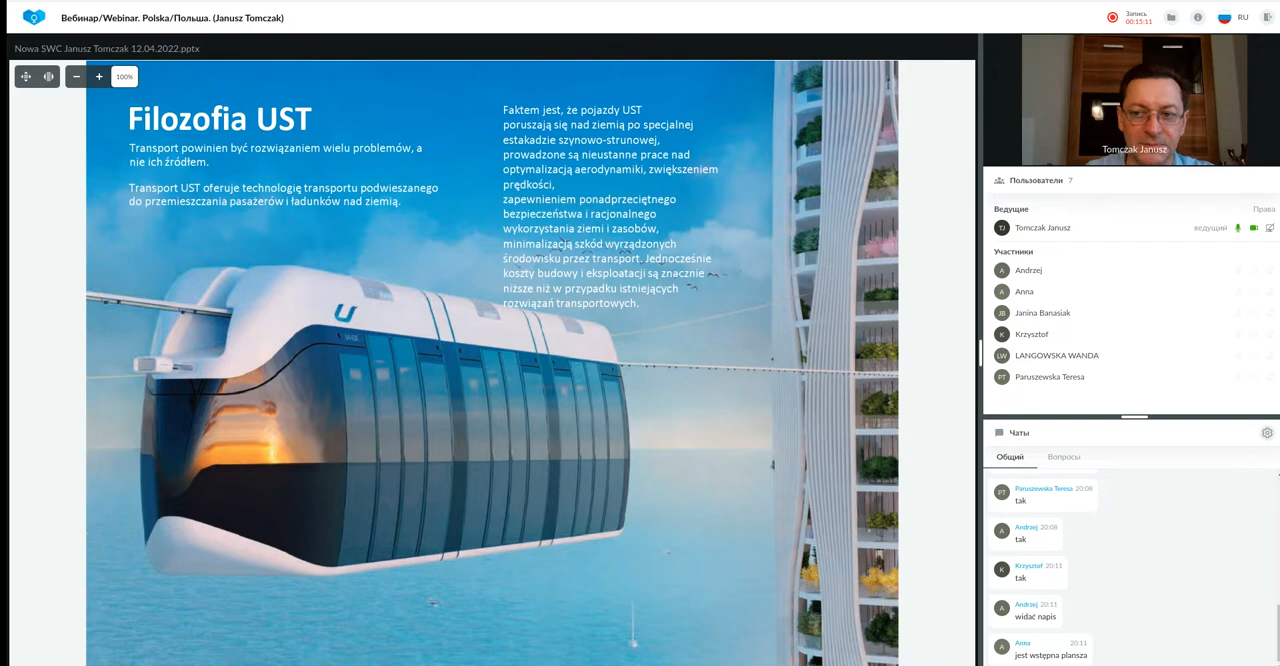 Вебинар/Webinar. Polska/Польша. (Janusz Tomczak)
Запись
00:15:11
RU
Nowa SWC Janusz Tomczak 12.04.2022.pptx
100%
Filozofia UST
Transport powinien być rozwiązaniem wielu problemów, a
nie ich źródłem.
Transport UST oferuje technologię transportu podwieszanego
do przemieszczania pasażerów i ładunków nad ziemią.
Faktem jest, że pojazdy UST
poruszają się nad ziemią po specjalnej
estakadzie szynowo-strunowej,
prowadzone są nieustanne prace nad
optymalizacją aerodynamiki, zwiększeniem
prędkości,
zapewnieniem ponadprzeciętnego
bezpieczeństwa i racjonalnego
wykorzystania ziemi i zasobów,
minimalizacją szkód wyrządzonych
środowisku przez transport. Jednocześnie
koszty budowy i eksploatacji są znacznie
niższe niż w przypadku istniejących
rozwiązań transportowych.
Tomczak Janusz
Пользователи 7
Ведущие Права
TJ Tomczak Janusz ведущий
Участники
A Andrzej
A Anna
JB Janina Banasiak
K Krzysztof
LW LANGOWSKA WANDA
PT Paruszewska Teresa
Чаты
Общий Вопросы
PT Paruszewska Teresa 20:08
tak
A Andrzej 20:08
tak
K Krzysztof 20:11
tak
A Andrzej 20:11
widać napis
A Anna 20:11
jest wstępna plansza